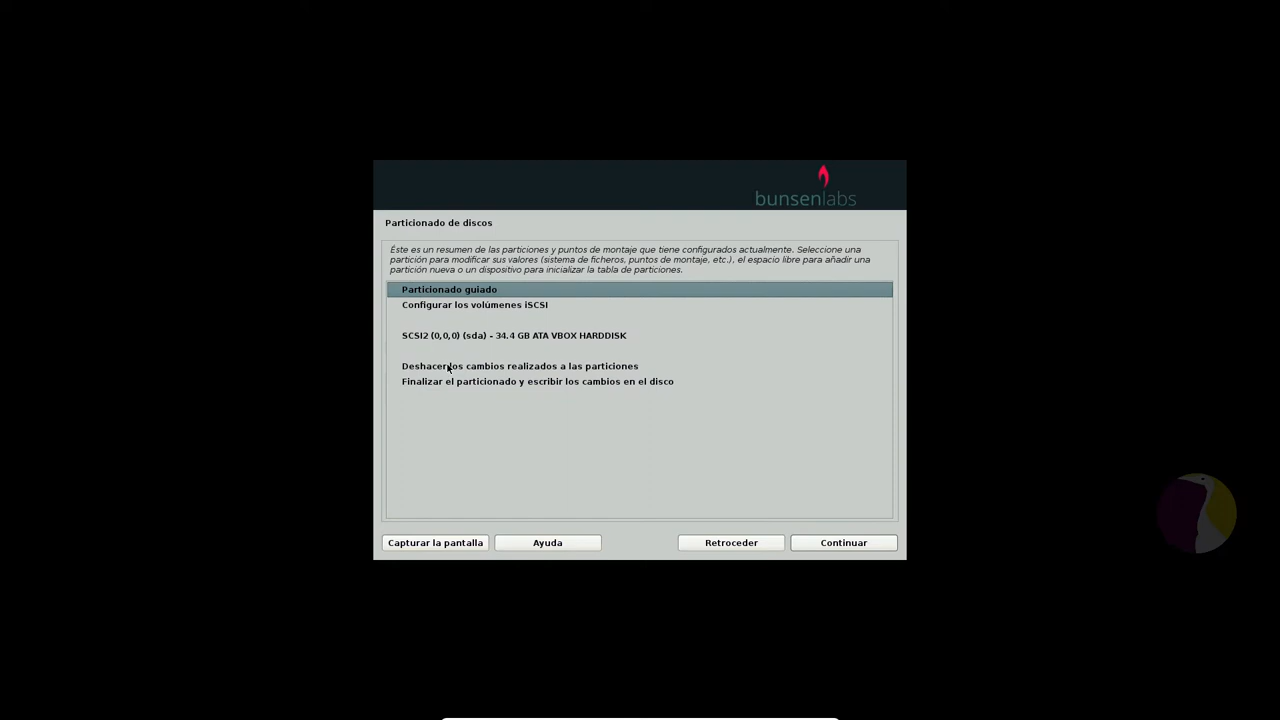 bunsenlabs
Particionado de discos
Éste es un resumen de las particiones y puntos de montaje que tiene configurados actualmente. Seleccione una
partición para modificar sus valores (sistema de ficheros, puntos de montaje, etc.), el espacio libre para añadir una
partición nueva o un dispositivo para inicializar la tabla de particiones.
Particionado guiado
Configurar los volúmenes iSCSI
SCSI2 (0,0,0) (sda) - 34.4 GB ATA VBOX HARDDISK
Deshacer los cambios realizados a las particiones
Finalizar el particionado y escribir los cambios en el disco
Capturar la pantalla
Ayuda
Retroceder
Continuar